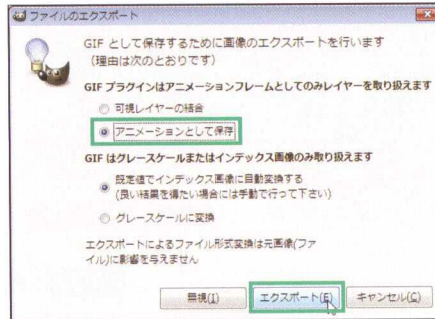 ファイルのエクスポート
GIF として保存するために画像のエクスポートを行います
(理由は次のとおりです)
GIF プラグインはアニメーションフレームとしてのみレイヤーを取り扱えます
可視レイヤーの結合
アニメーションとして保存
GIF はグレースケールまたはインデックス画像のみ取り扱えます
既定値でインデックス画像に自動変換する
(良い結果を得たい場合には手動で行って下さい)
グレースケールに変換
エクスポートによるファイル形式変換は元画像(ファ
イル)に影響を与えません
無視(I)
エクスポート(E)
キャンセル(C)